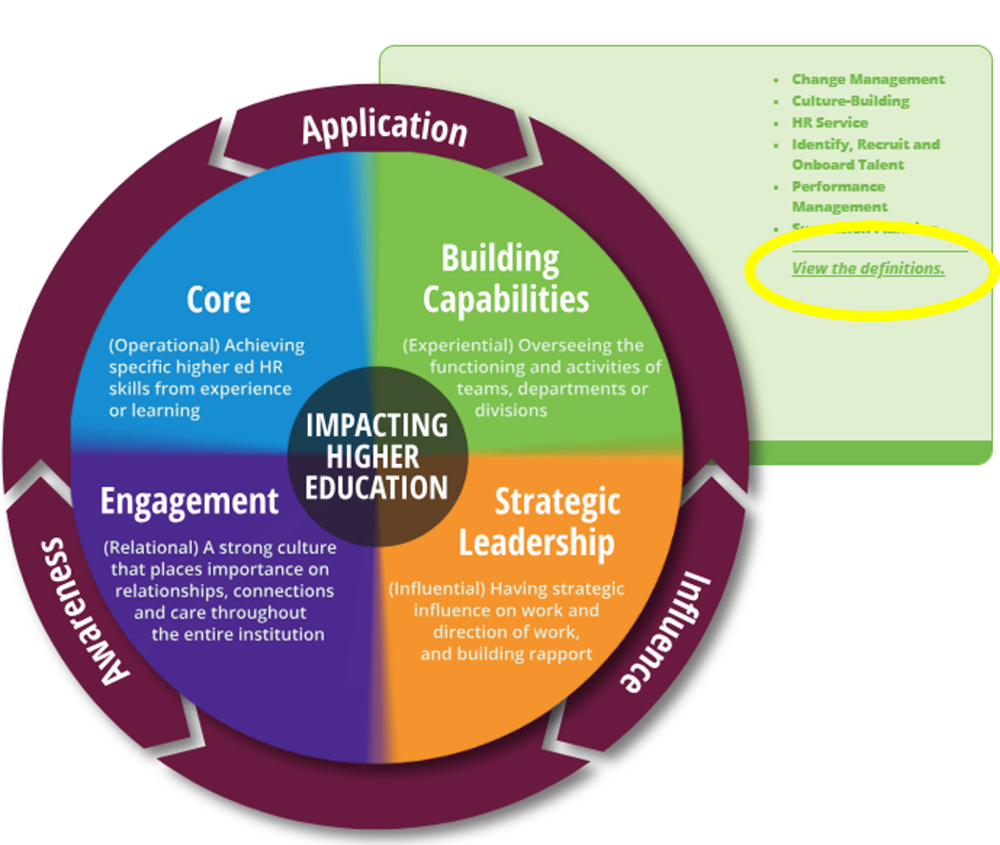 Application
• Change Management
• Culture-Building
• HR Service
• Identify, Recruit and
Onboard Talent
• Performance
Management
View the definitions.
Core
(Operational) Achieving
specific higher ed HR
skills from experience
or learning
Building
Capabilities
(Experiential) Overseeing the
functioning and activities of
teams, departments or
divisions
IMPACTING
HIGHER
EDUCATION
Engagement
(Relational) A strong culture
that places importance on
relationships, connections
and care throughout
the entire institution
Strategic
Leadership
(Influential) Having strategic
influence on work and
direction of work,
and building rapport
Awareness
Influence